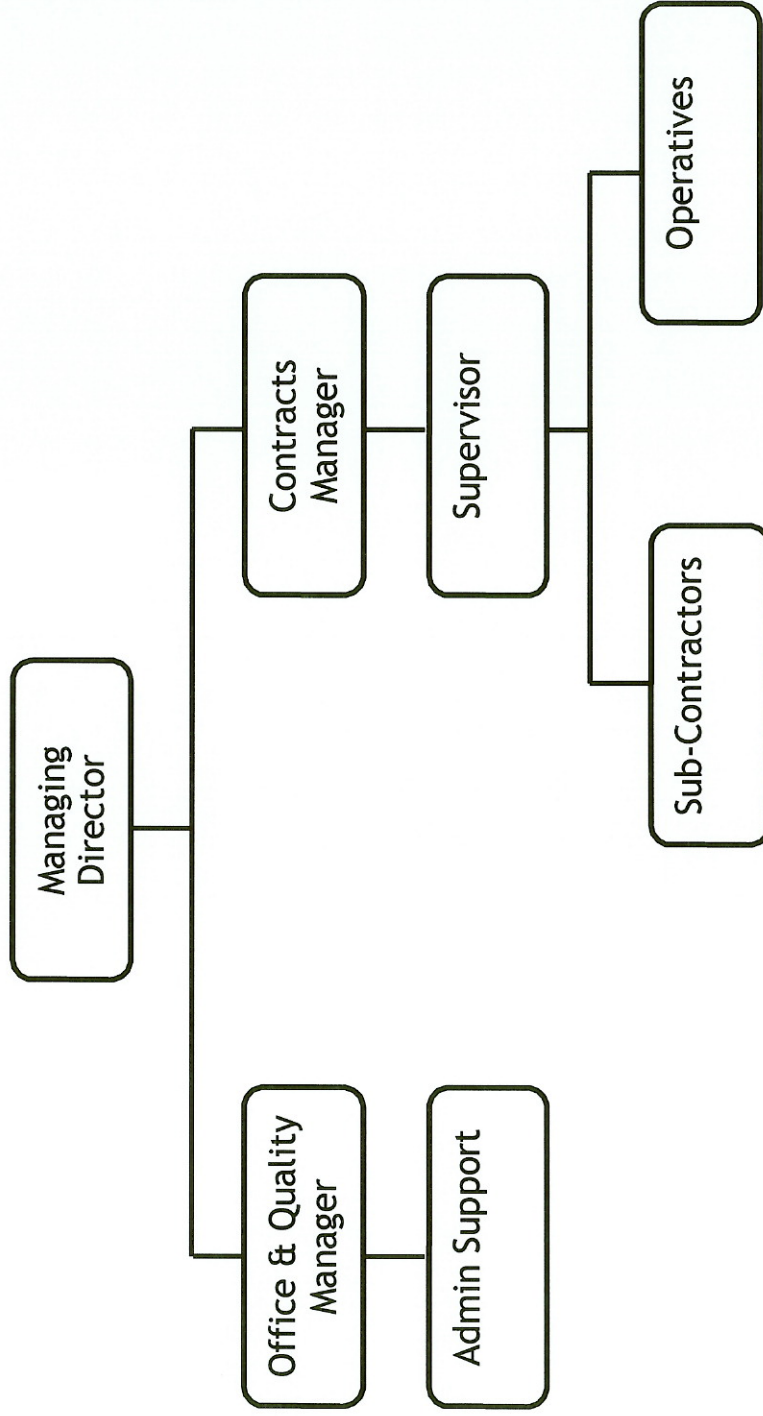 Managing
Director
Office & Quality
Manager
Contracts
Manager
Admin Support
Supervisor
Sub-Contractors
Operatives